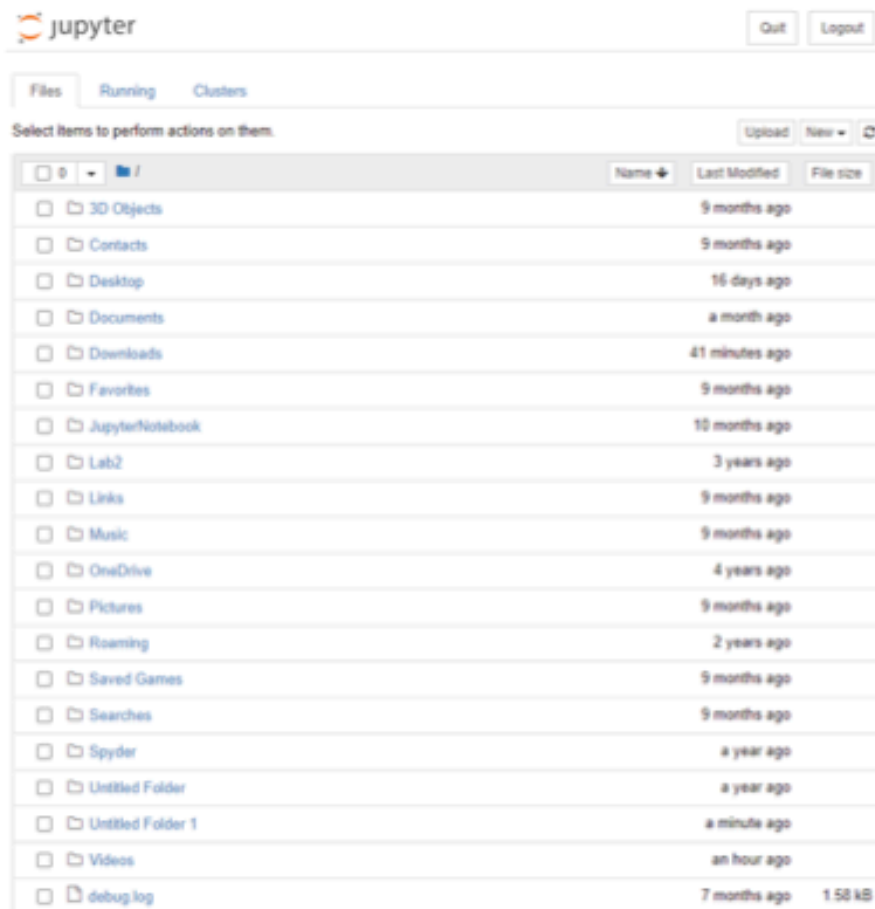 jupyter Quit Logout
Files Running Clusters
Select items to perform actions on them. Upload New
0 / Name Last Modified File size
3D Objects 9 months ago
Contacts 9 months ago
Desktop 16 days ago
Documents a month ago
Downloads 41 minutes ago
Favorites 9 months ago
JupyterNotebook 10 months ago
Lab2 3 years ago
Links 9 months ago
Music 9 months ago
OneDrive 4 years ago
Pictures 9 months ago
Roaming 2 years ago
Saved Games 9 months ago
Searches 9 months ago
Spyder a year ago
Untitled Folder a year ago
Untitled Folder 1 a minute ago
Videos an hour ago
debug.log 7 months ago 1.58 kB